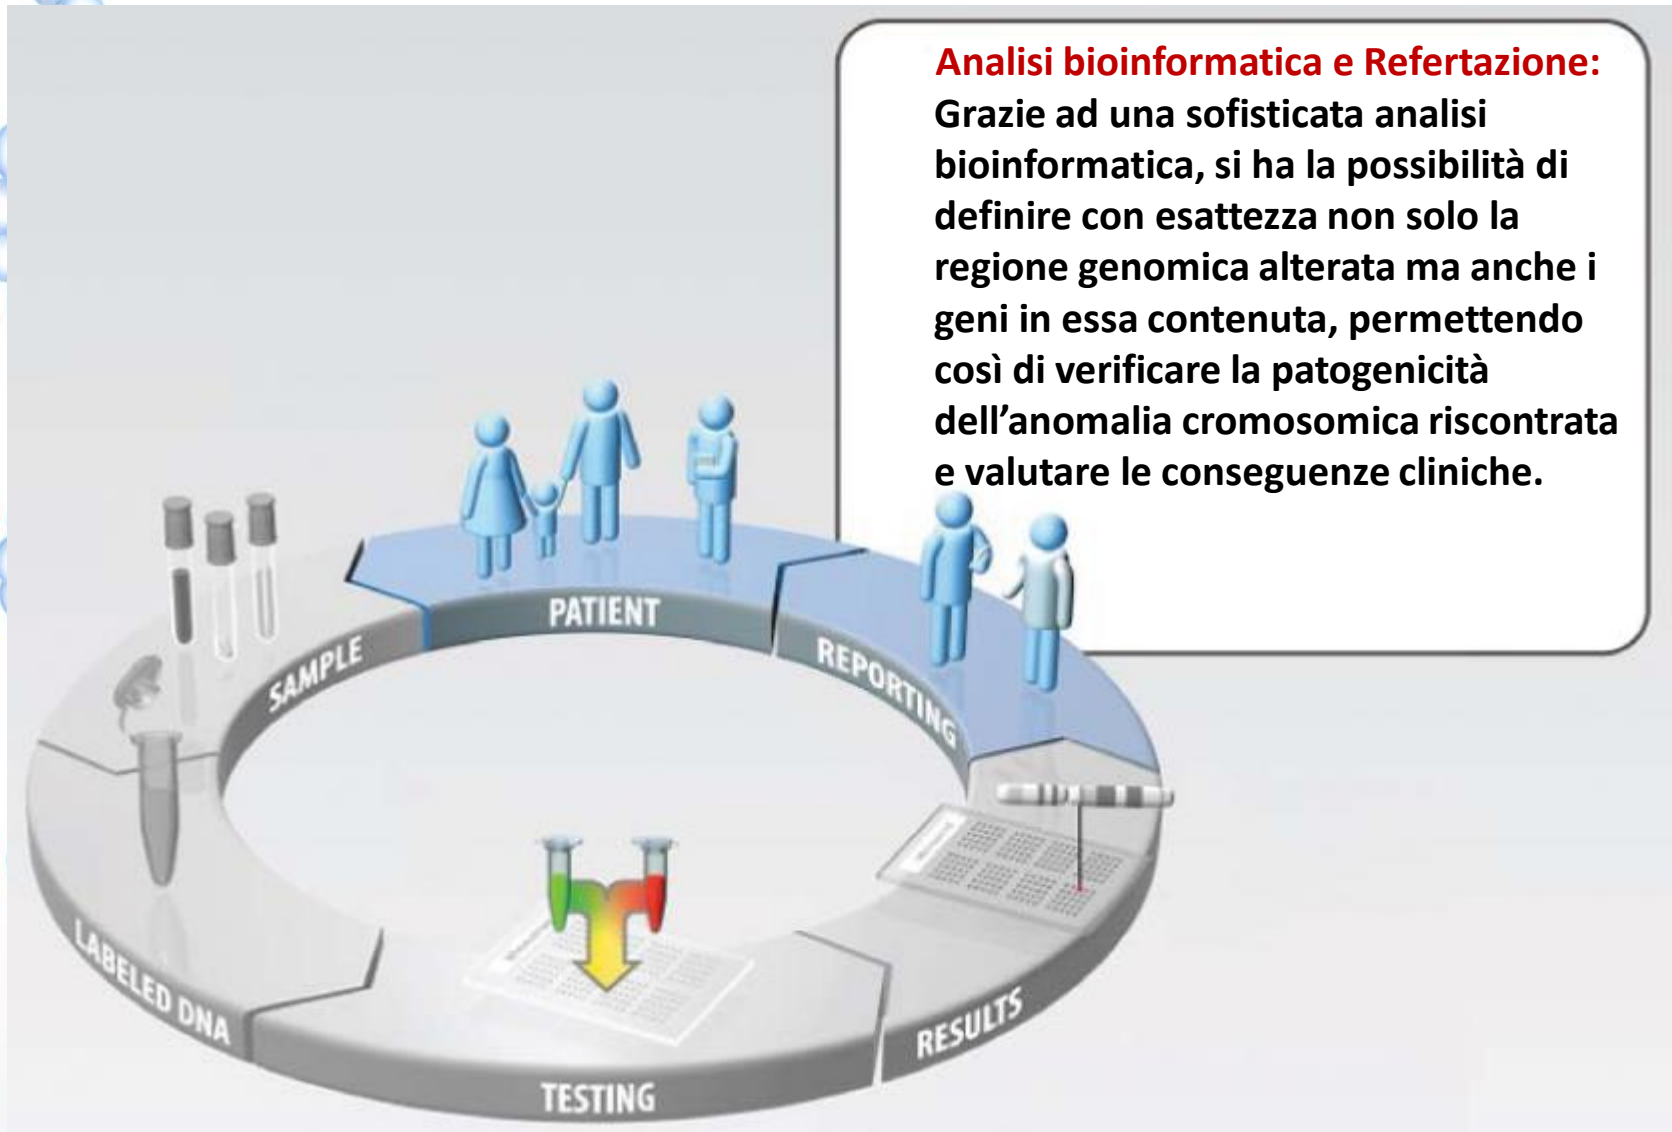 Analisi bioinformatica e Refertazione:
Grazie ad una sofisticata analisi
bioinformatica, si ha la possibilità di
definire con esattezza non solo la
regione genomica alterata ma anche i
geni in essa contenuta, permettendo
così di verificare la patogenicità
dell’anomalia cromosomica riscontrata
e valutare le conseguenze cliniche.
PATIENT
REPORTING
SAMPLE
LABELED DNA
TESTING
RESULTS